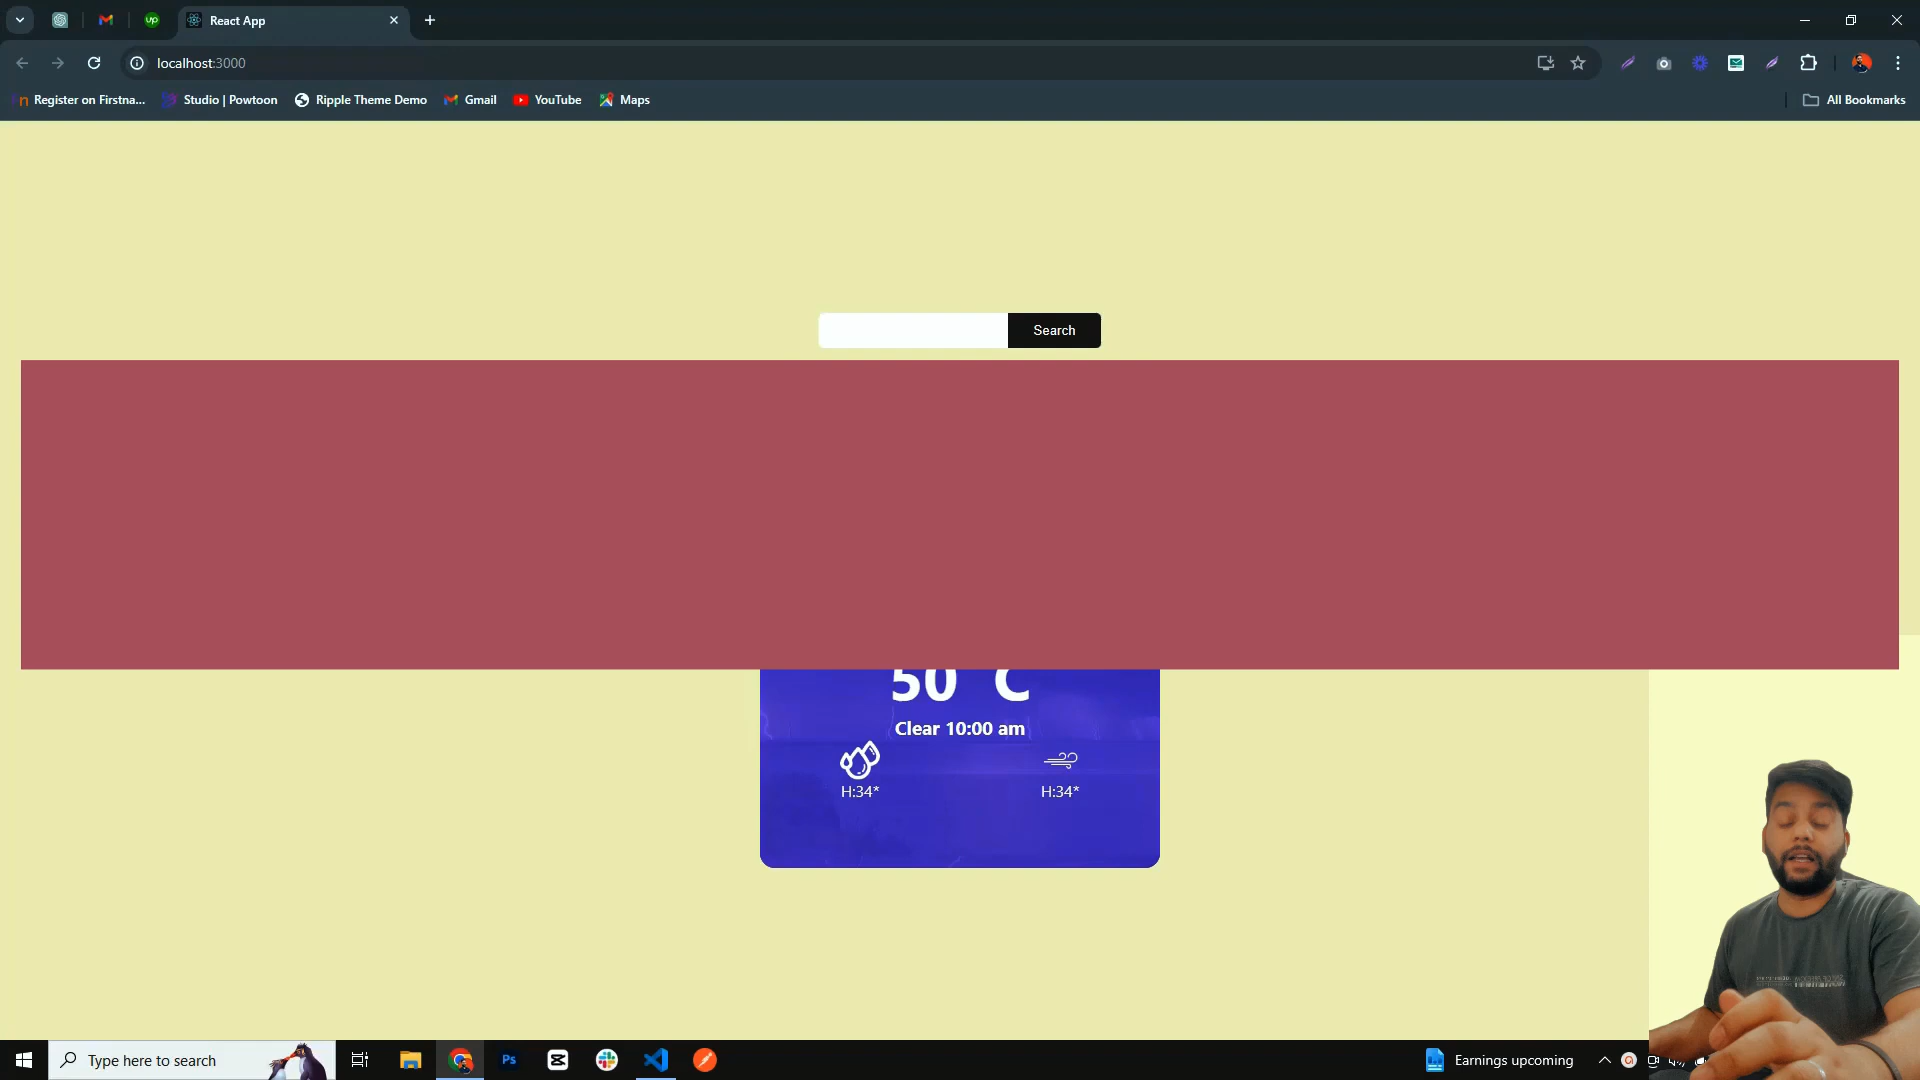 React App
localhost:3000
Register on Firstna...
Studio | Powtoon
Ripple Theme Demo
Gmail
YouTube
Maps
All Bookmarks
Search
50 C
Clear 10:00 am
H:34*
H:34*
Type here to search
Ps
Earnings upcoming